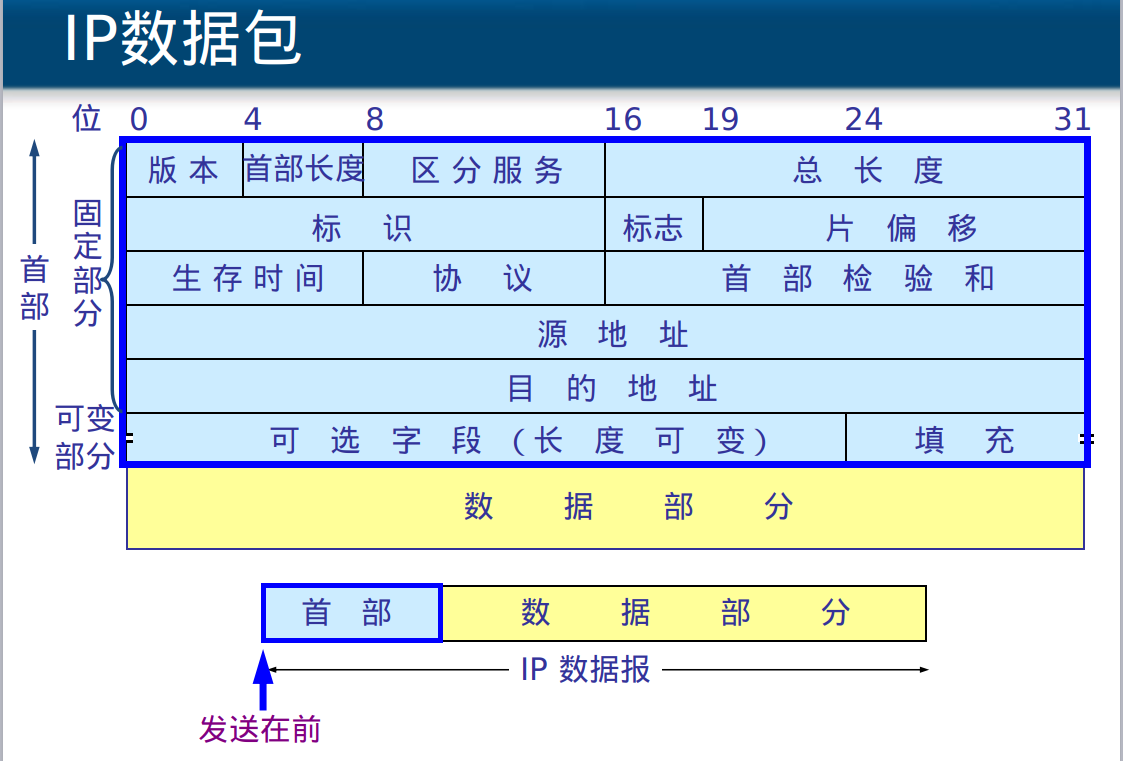 IP数据包
位 0 4 8 16 19 24 31
版本 首部长度 区分服务 总长度
标识 标志 片偏移
生存时间 协议 首部检验和
源地址
目的地址
可选字段（长度可变） 填充
首部
固定部分
可变部分
数据部分
首部 数据部分
IP 数据报
发送在前